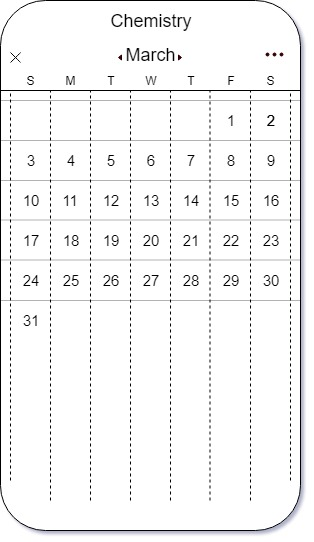 Chemistry
March
S M T W T F S
1 2
3 4 5 6 7 8 9
10 11 12 13 14 15 16
17 18 19 20 21 22 23
24 25 26 27 28 29 30
31